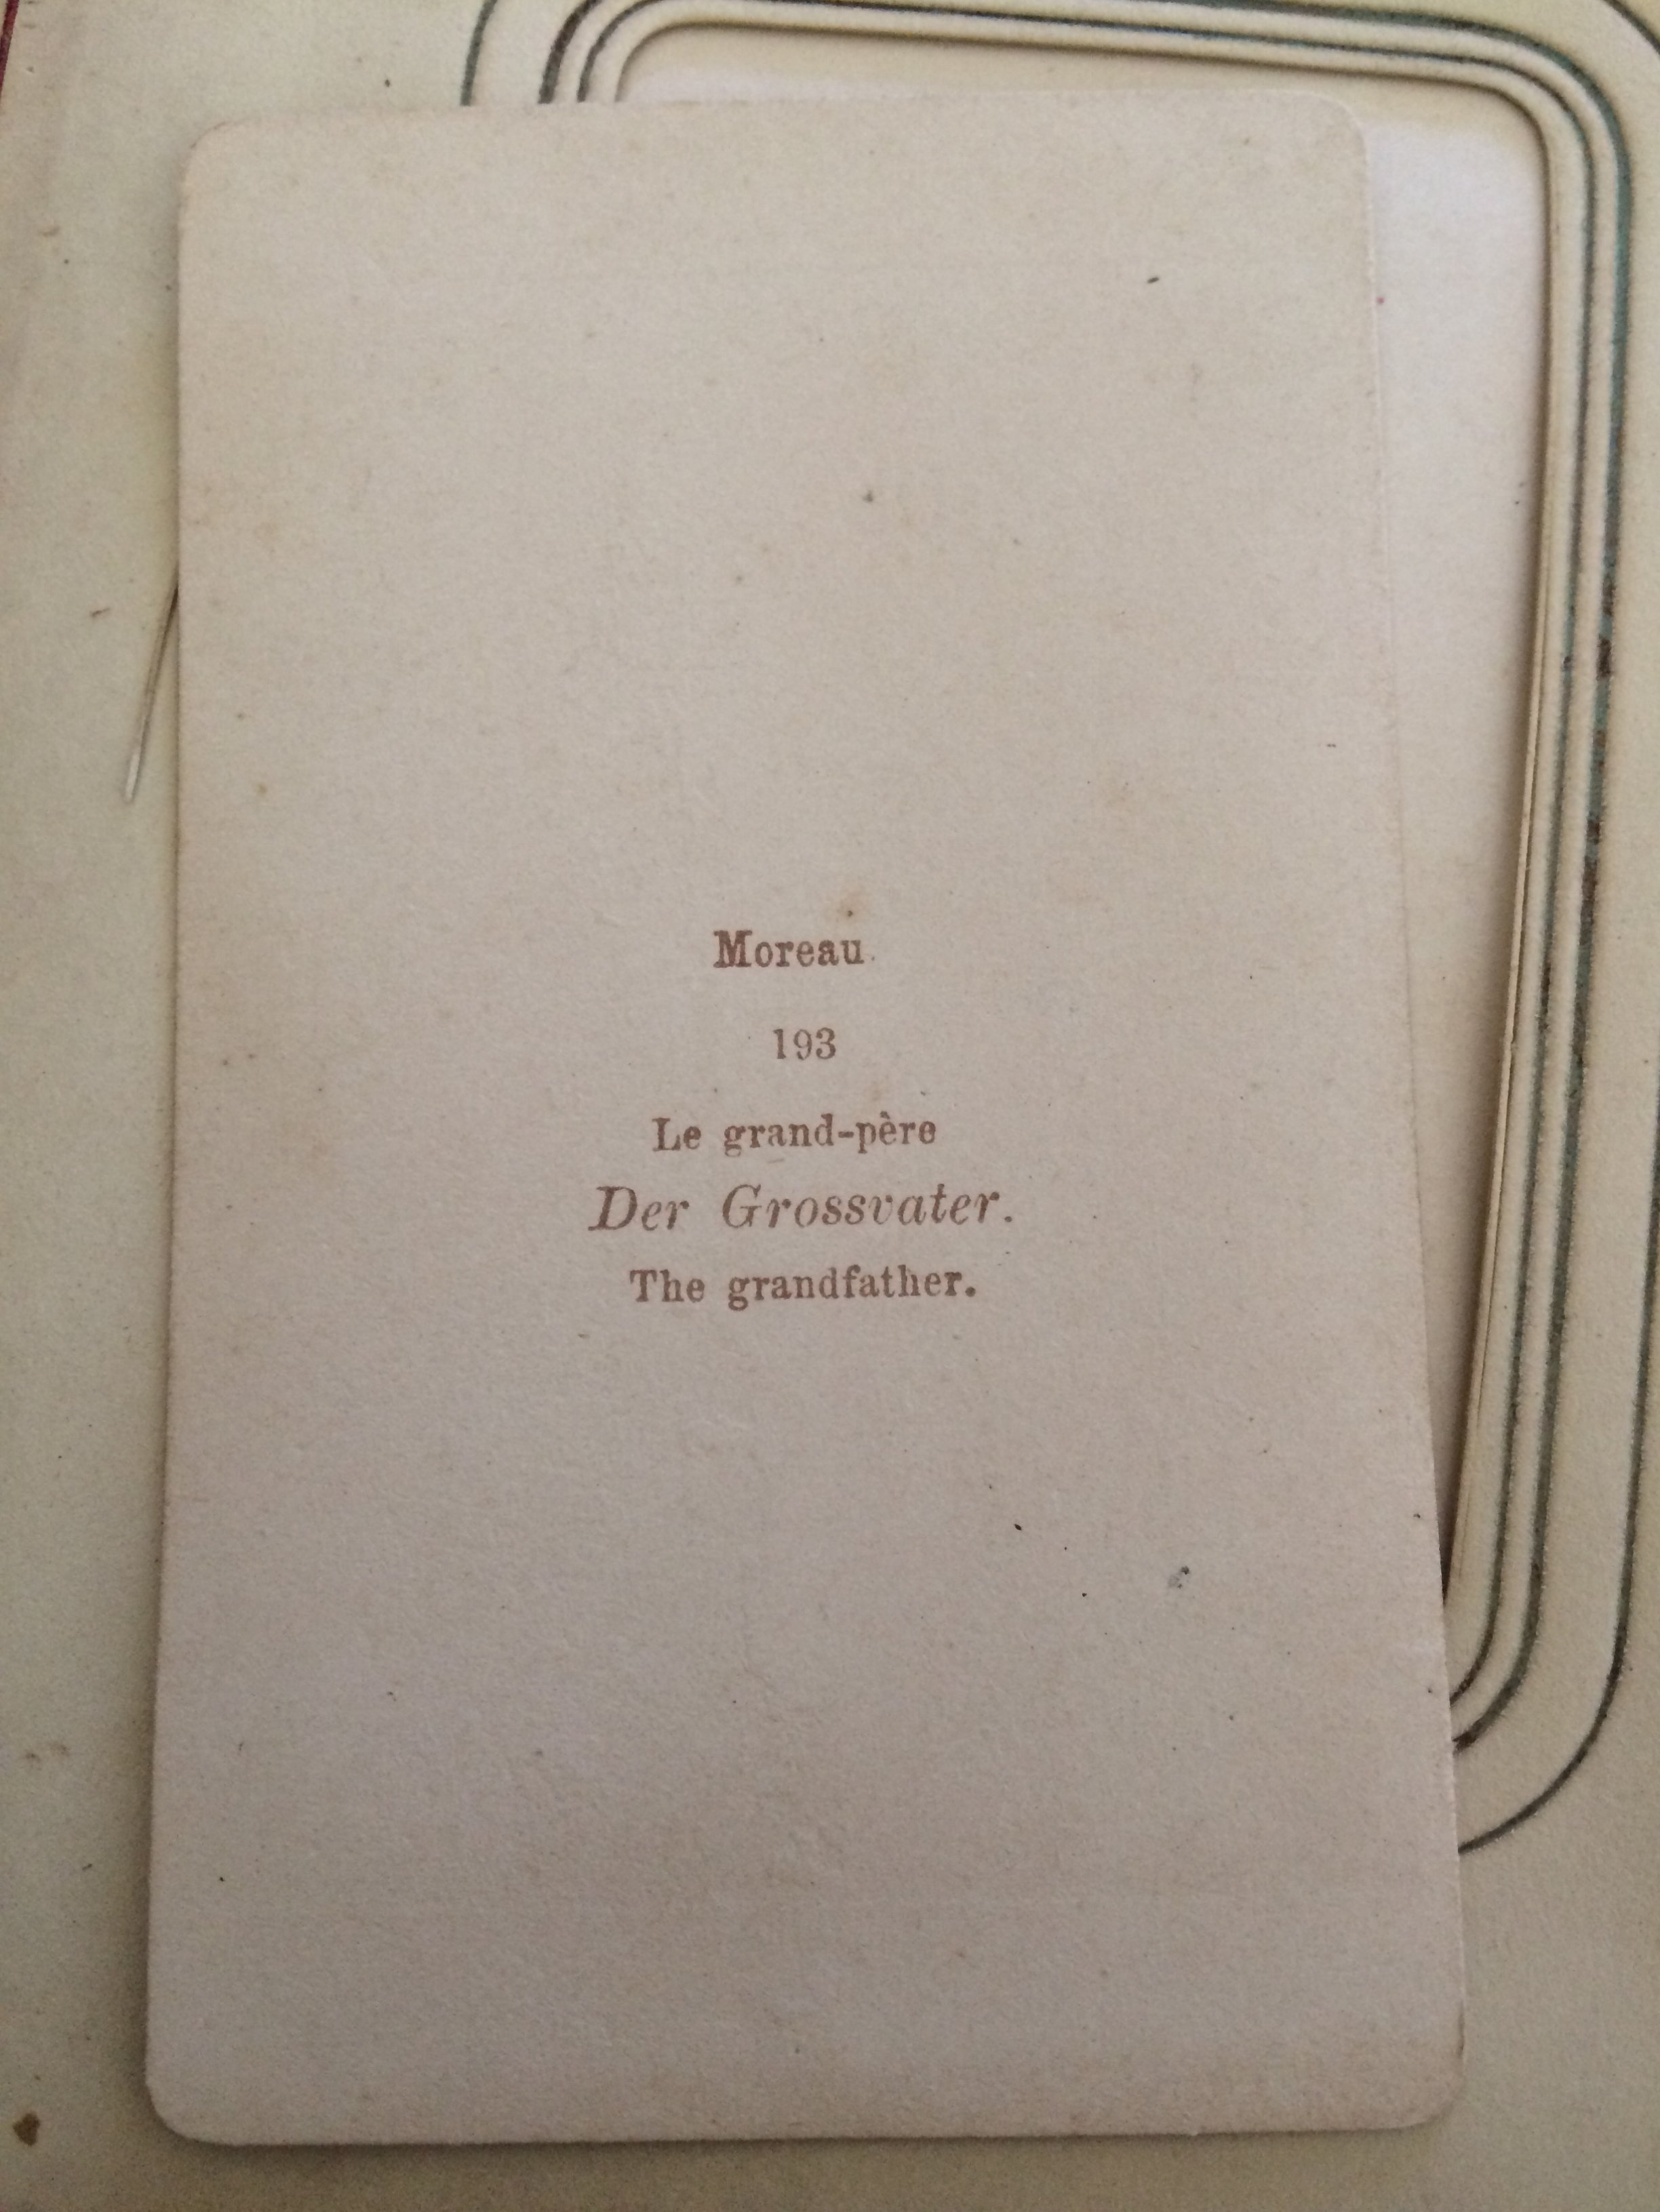 Moreau.
193
Le grand-père
Der Grossvater.
The grandfather.